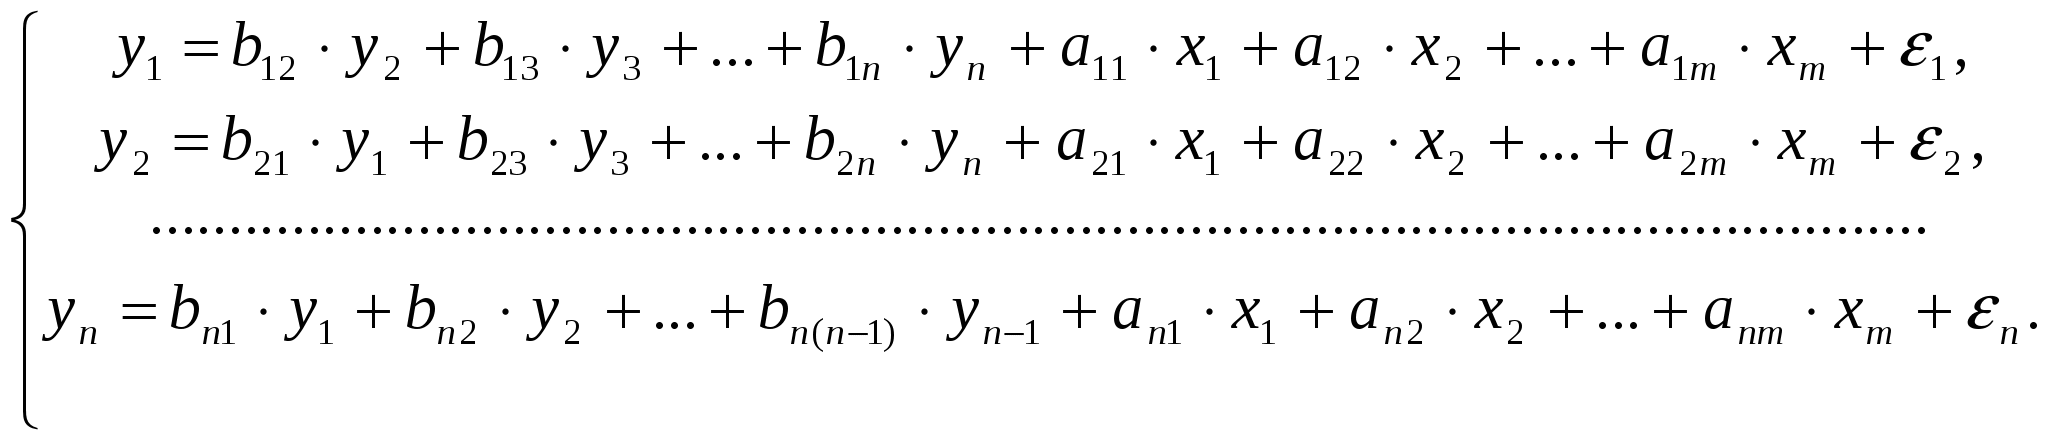 y₁ = b₁₂ · y₂ + b₁₃ · y₃ + ... + b₁ₙ · yₙ + a₁₁ · x₁ + a₁₂ · x₂ + ... + a₁ₘ · xₘ + ε₁,
y₂ = b₂₁ · y₁ + b₂₃ · y₃ + ... + b₂ₙ · yₙ + a₂₁ · x₁ + a₂₂ · x₂ + ... + a₂ₘ · xₘ + ε₂,
..................................................................................................................
yₙ = bₙ₁ · y₁ + bₙ₂ · y₂ + ... + bₙ₍ₙ₋₁₎ · yₙ₋₁ + aₙ₁ · x₁ + aₙ₂ · x₂ + ... + aₙₘ · xₘ + εₙ.